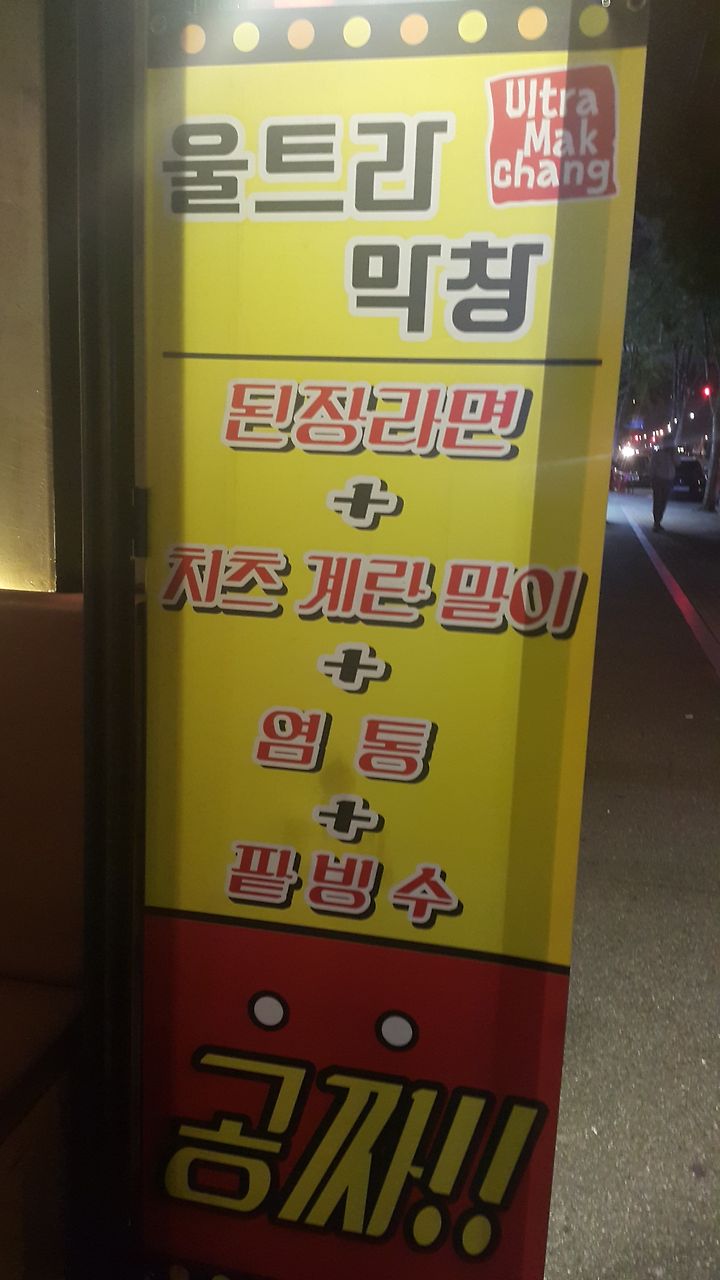 Ultra
Mak
chang
울트라
막창
된장라면
+
치즈 계란 말이
+
염 통
+
팥 빙 수
공짜!!